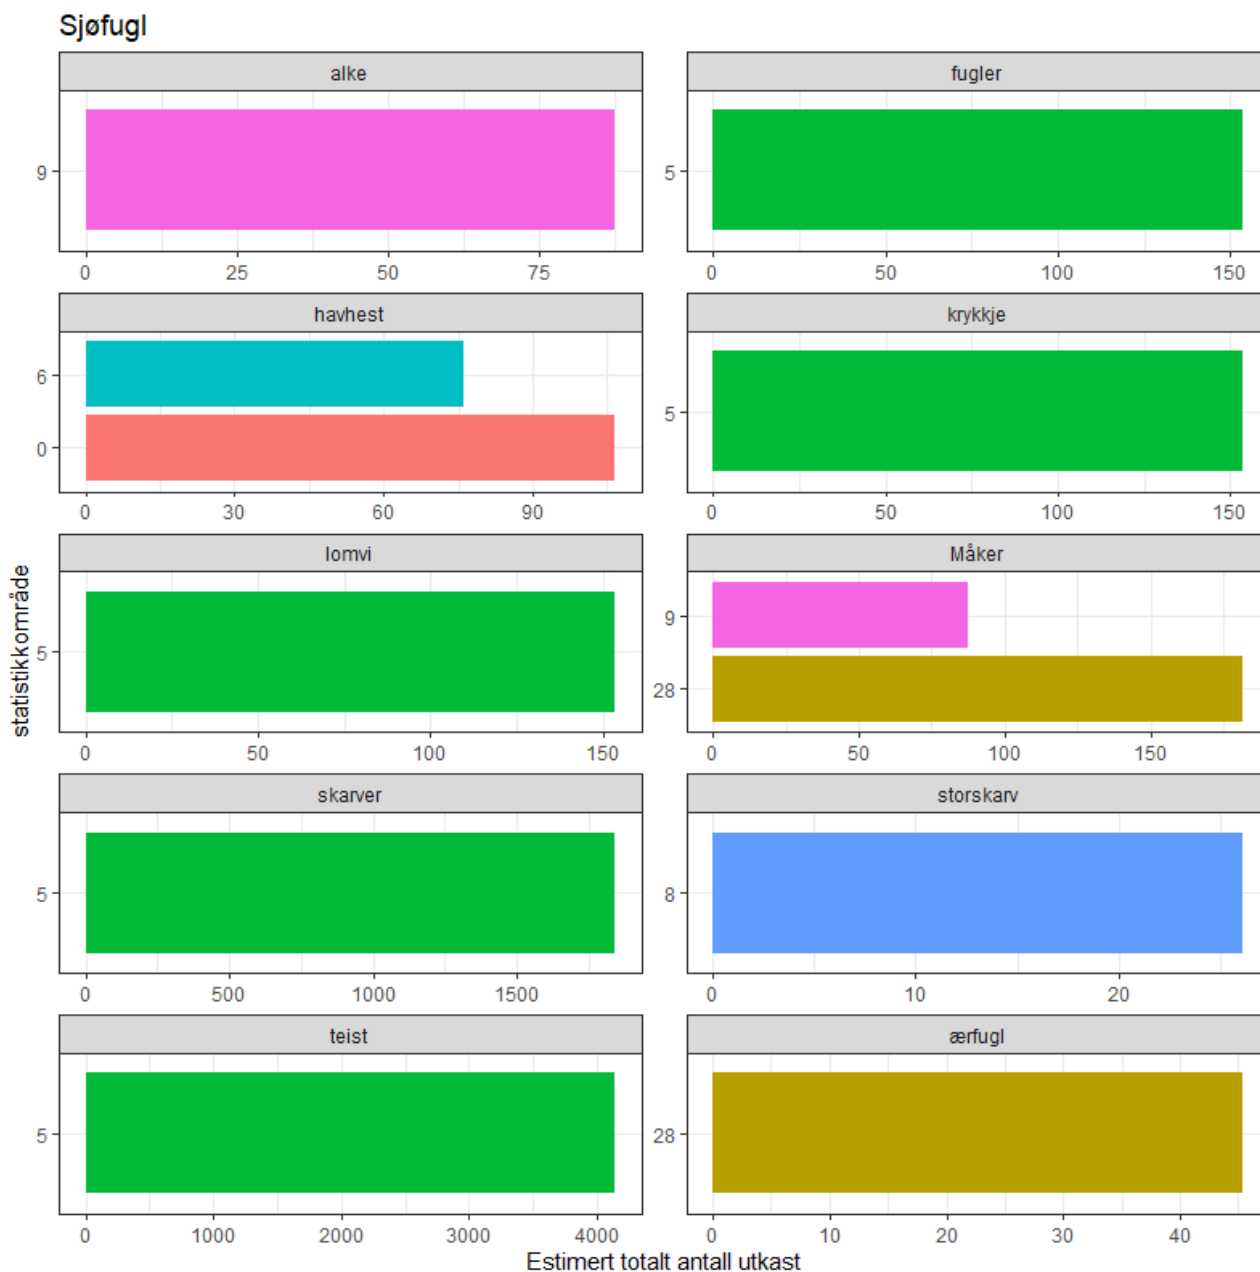 Sjøfugl
alke
9
0 25 50 75
fugler
5
0 50 100 150
havhest
6
0
0 30 60 90
krykkje
5
0 50 100 150
lomvi
5
0 50 100 150
Måker
9
28
0 50 100 150
skarver
5
0 500 1000 1500
storskarv
8
0 10 20
teist
5
0 1000 2000 3000 4000
ærfugl
28
0 10 20 30 40
statistikkområde
Estimert totalt antall utkast